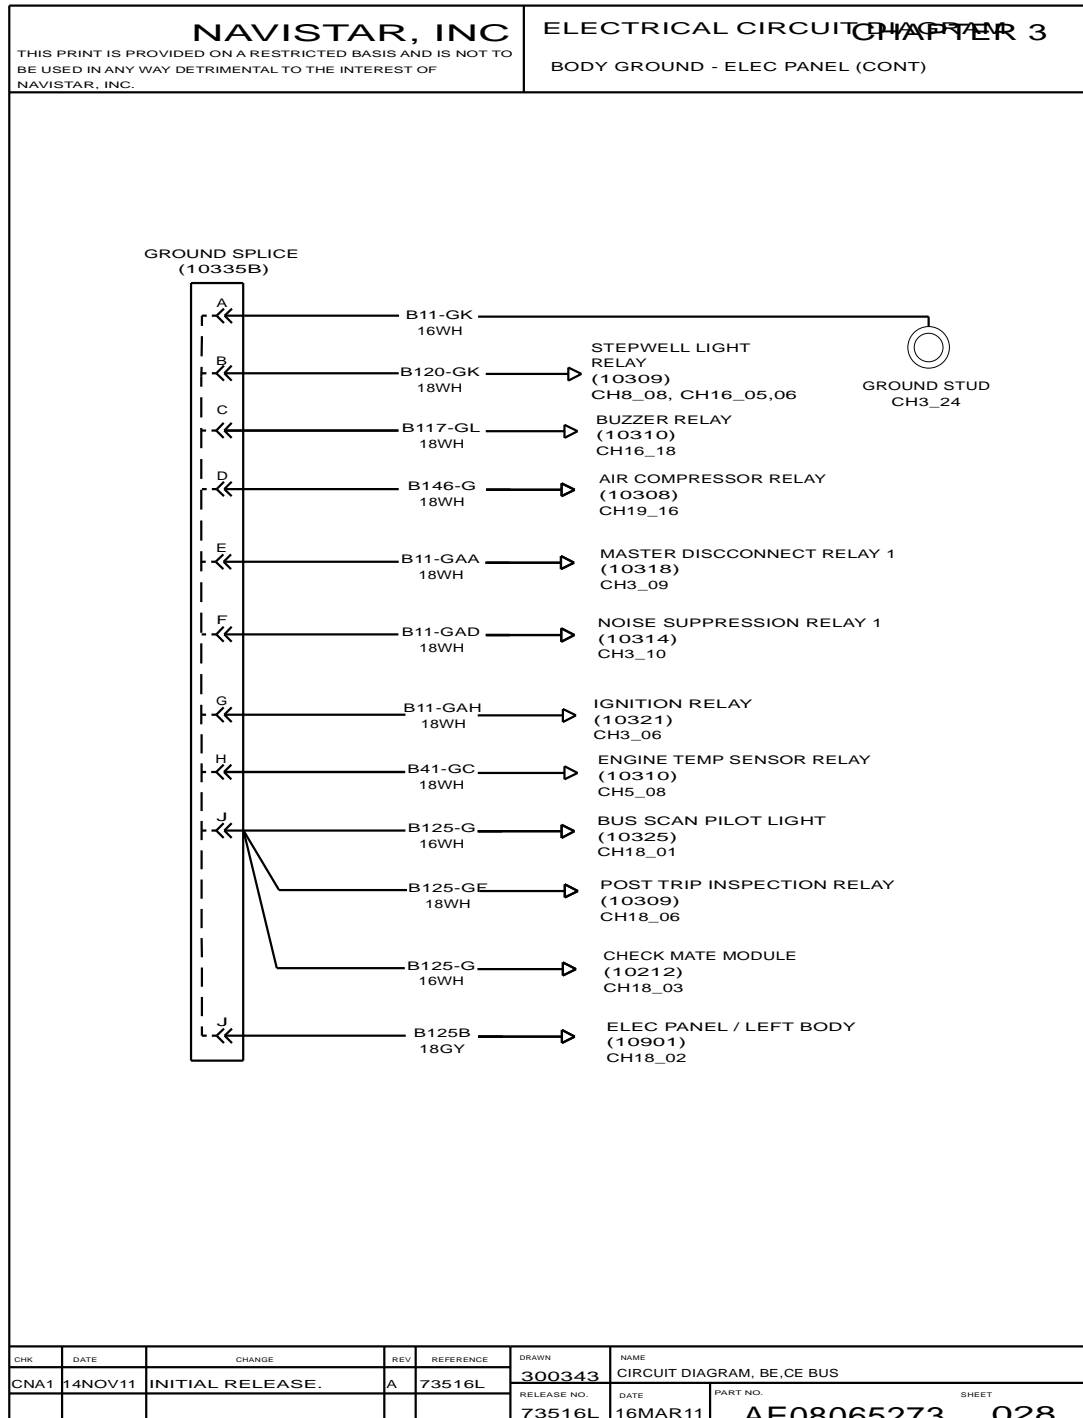 NAVISTAR, INC
THIS PRINT IS PROVIDED ON A RESTRICTED BASIS AND IS NOT TO
BE USED IN ANY WAY DETRIMENTAL TO THE INTEREST OF
NAVISTAR, INC.
ELECTRICAL CIRCUIT DIAGRAM
CHAPTER 3
BODY GROUND - ELEC PANEL (CONT)
GROUND SPLICE
(10335B)
A
B11-GK
16WH
GROUND STUD
CH3_24
B
B120-GK
18WH
STEPWELL LIGHT
RELAY
(10309)
CH8_08, CH16_05,06
C
B117-GL
18WH
BUZZER RELAY
(10310)
CH16_18
D
B146-G
18WH
AIR COMPRESSOR RELAY
(10308)
CH19_16
E
B11-GAA
18WH
MASTER DISCCONNECT RELAY 1
(10318)
CH3_09
F
B11-GAD
18WH
NOISE SUPPRESSION RELAY 1
(10314)
CH3_10
G
B11-GAH
18WH
IGNITION RELAY
(10321)
CH3_06
H
B41-GC
18WH
ENGINE TEMP SENSOR RELAY
(10310)
CH5_08
J
B125-G
16WH
BUS SCAN PILOT LIGHT
(10325)
CH18_01
B125-GE
18WH
POST TRIP INSPECTION RELAY
(10309)
CH18_06
B125-G
16WH
CHECK MATE MODULE
(10212)
CH18_03
J
B125B
18GY
ELEC PANEL / LEFT BODY
(10901)
CH18_02
CHK DATE CHANGE REV REFERENCE
CNA1 14NOV11 INITIAL RELEASE. A 73516L
DRAWN
300343
NAME
CIRCUIT DIAGRAM, BE,CE BUS
RELEASE NO.
73516L
DATE
16MAR11
PART NO.
AE08065273
SHEET
028